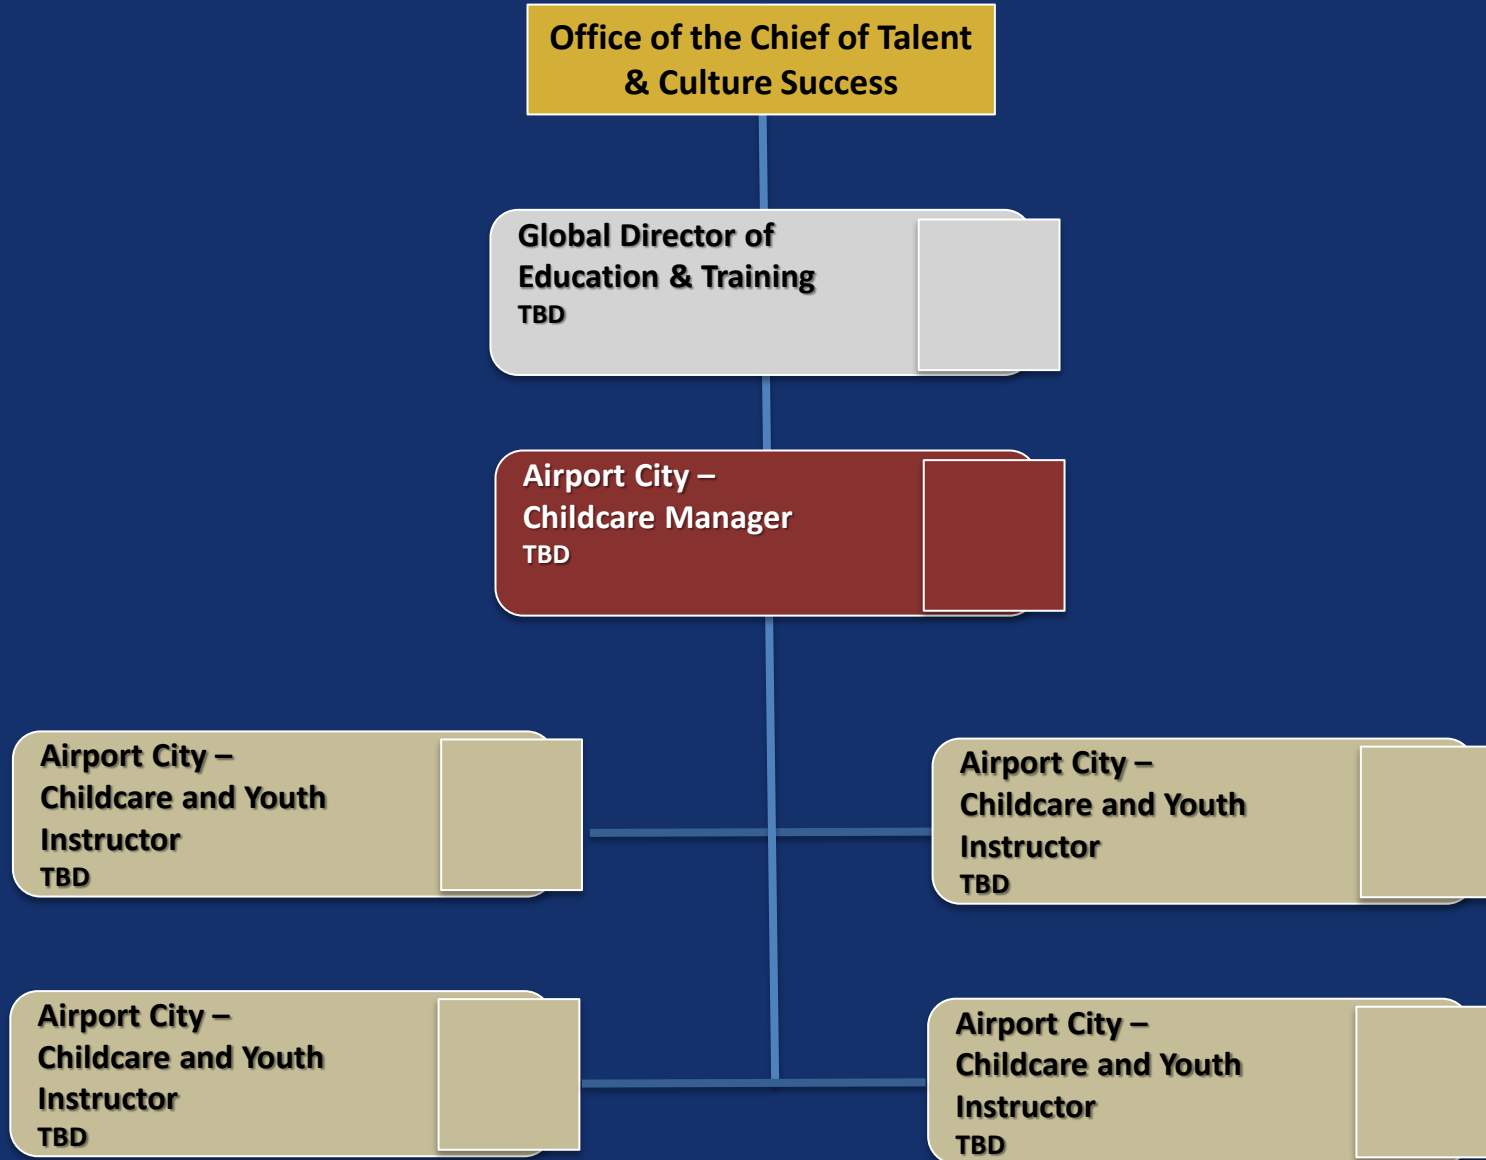 Office of the Chief of Talent
& Culture Success
Global Director of
Education & Training
TBD
Airport City –
Childcare Manager
TBD
Airport City –
Childcare and Youth
Instructor
TBD
Airport City –
Childcare and Youth
Instructor
TBD
Airport City –
Childcare and Youth
Instructor
TBD
Airport City –
Childcare and Youth
Instructor
TBD